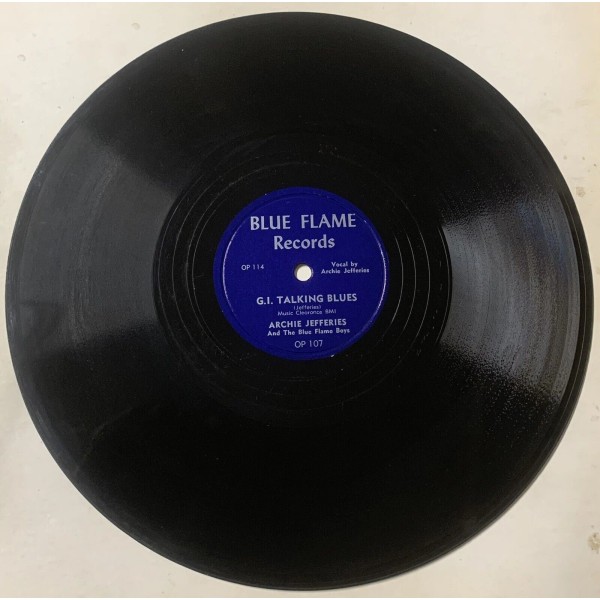 BLUE FLAME
Records
OP 114
Vocal by
Archie Jefferies
G.I. TALKING BLUES
(Jefferies)
Music Clearance BMI
ARCHIE JEFFERIES
And The Blue Flame Boys
OP 107